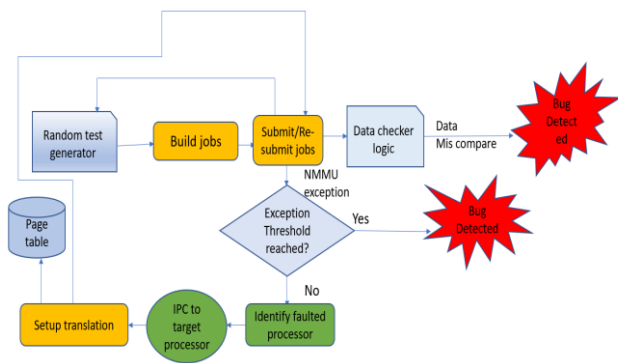 Random test
generator
Build jobs
Submit/Re-
submit jobs
Data checker
logic
Data
Mis compare
Bug
Detect
ed
NMMU
exception
Exception
Threshold
reached?
Yes
Bug
Detected
Page
table
No
Setup translation
IPC to
target
processor
Identify faulted
processor